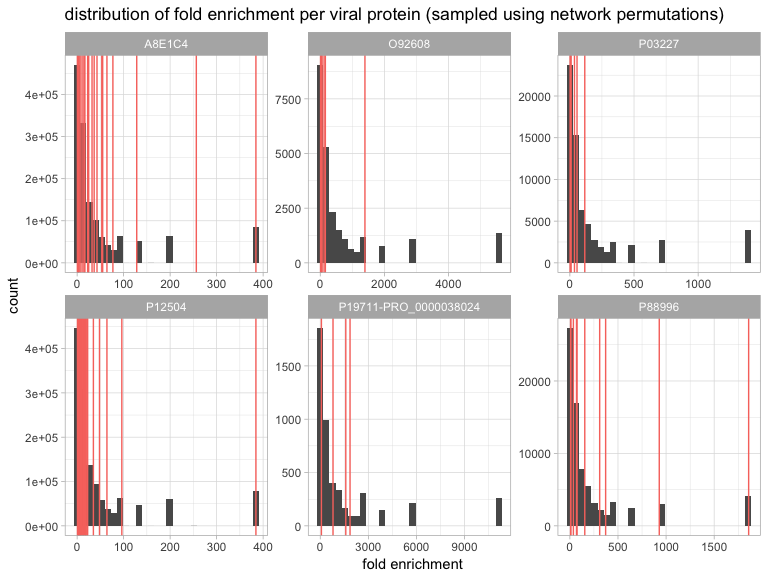 distribution of fold enrichment per viral protein (sampled using network permutations)
A8E1C4
O92608
P03227
4e+05
3e+05
2e+05
1e+05
0e+00
7500
5000
2500
0
20000
15000
10000
5000
0
0 100 200 300 400
0 2000 4000
0 500 1000
count
P12504
P19711-PRO_0000038024
P88996
4e+05
3e+05
2e+05
1e+05
0e+00
1500
1000
500
0
20000
10000
0
0 100 200 300 400
0 3000 6000 9000
0 500 1000 1500
fold enrichment